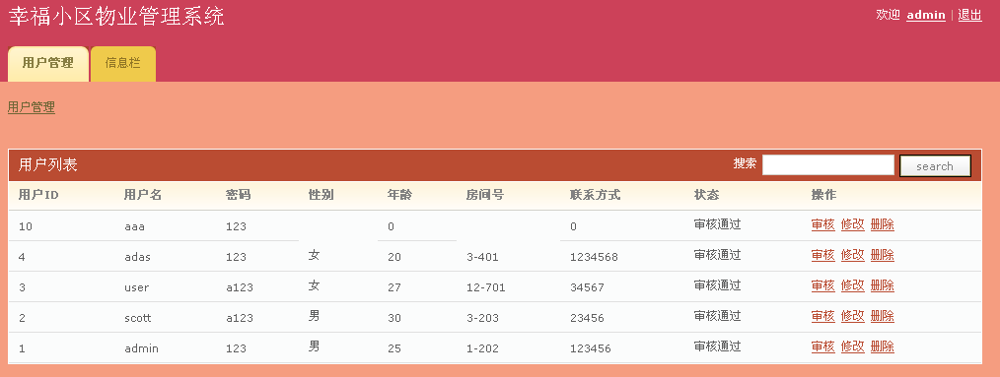 幸福小区物业管理系统
欢迎 admin | 退出
用户管理 信息栏
用户管理
用户列表 搜索 search
用户ID 用户名 密码 性别 年龄 房间号 联系方式 状态 操作
10 aaa 123 0 0 审核通过 审核 修改 删除
4 adas 123 女 20 3-401 1234568 审核通过 审核 修改 删除
3 user a123 女 27 12-701 34567 审核通过 审核 修改 删除
2 scott a123 男 30 3-203 23456 审核通过 审核 修改 删除
1 admin 123 男 25 1-202 123456 审核通过 审核 修改 删除